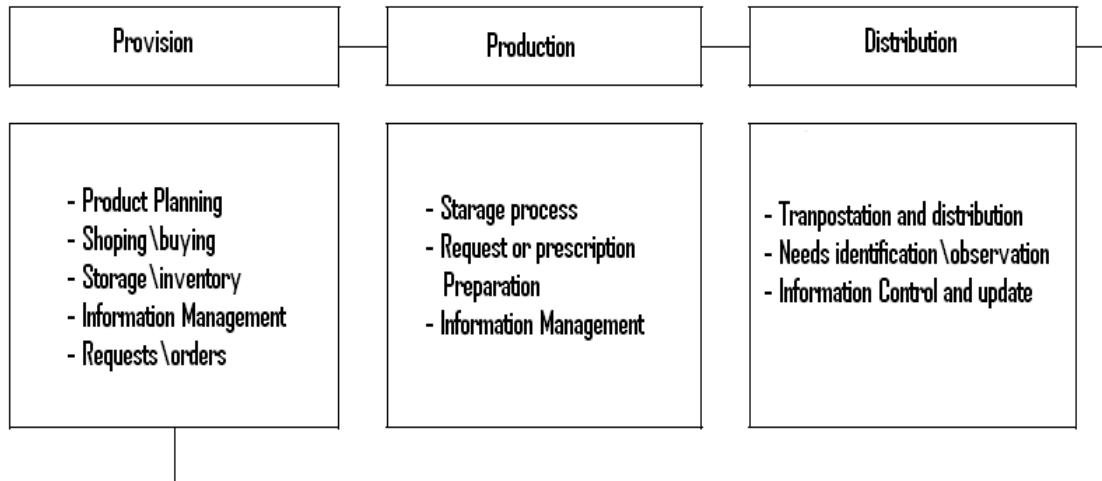 Provision
Production
Distribution
- Product Planning
- Shoping\buying
- Storage\inventory
- Information Management
- Requests\orders
- Starage process
- Request or prescription
Preparation
- Information Management
- Tranpostation and distribution
- Needs identification\observation
- Information Control and update